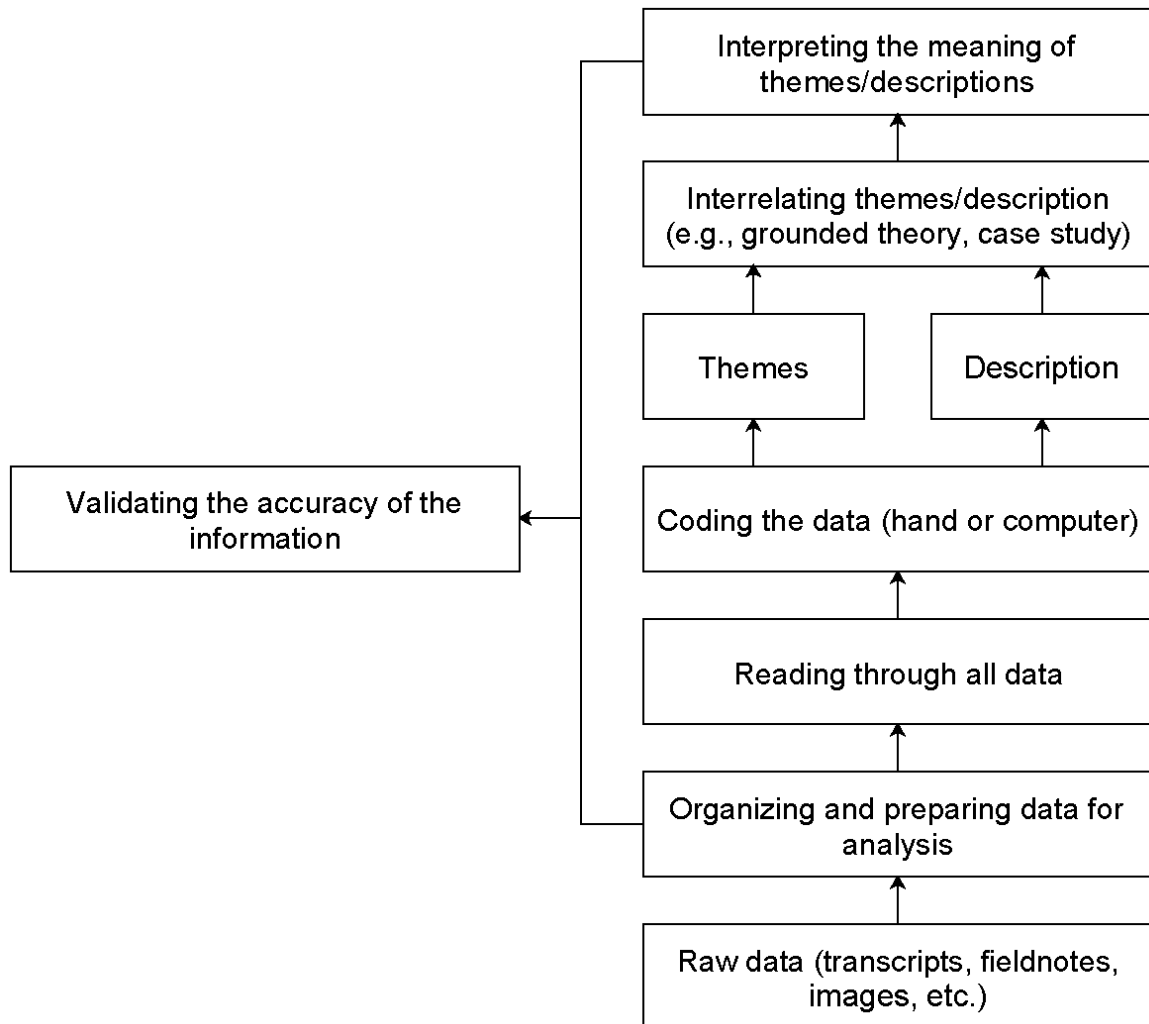 Interpreting the meaning of
themes/descriptions
Interrelating themes/description
(e.g., grounded theory, case study)
Themes
Description
Validating the accuracy of the
information
Coding the data (hand or computer)
Reading through all data
Organizing and preparing data for
analysis
Raw data (transcripts, fieldnotes,
images, etc.)